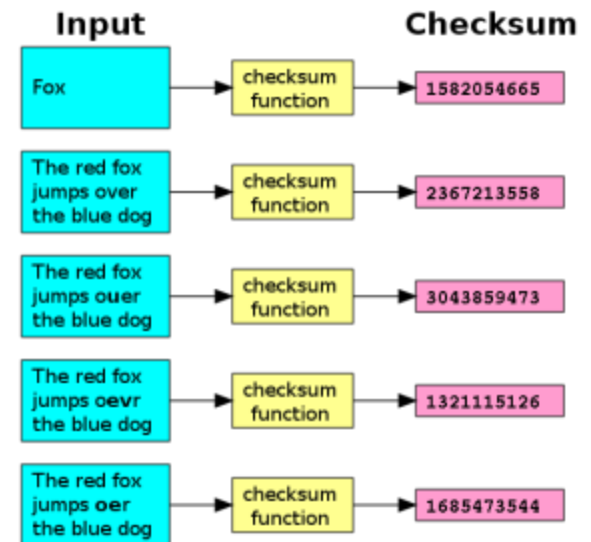 Input
Checksum
Fox
checksum
function
1582054665
The red fox
jumps over
the blue dog
checksum
function
2367213558
The red fox
jumps ouer
the blue dog
checksum
function
3043859473
The red fox
jumps oevr
the blue dog
checksum
function
1321115126
The red fox
jumps oer
the blue dog
checksum
function
1685473544